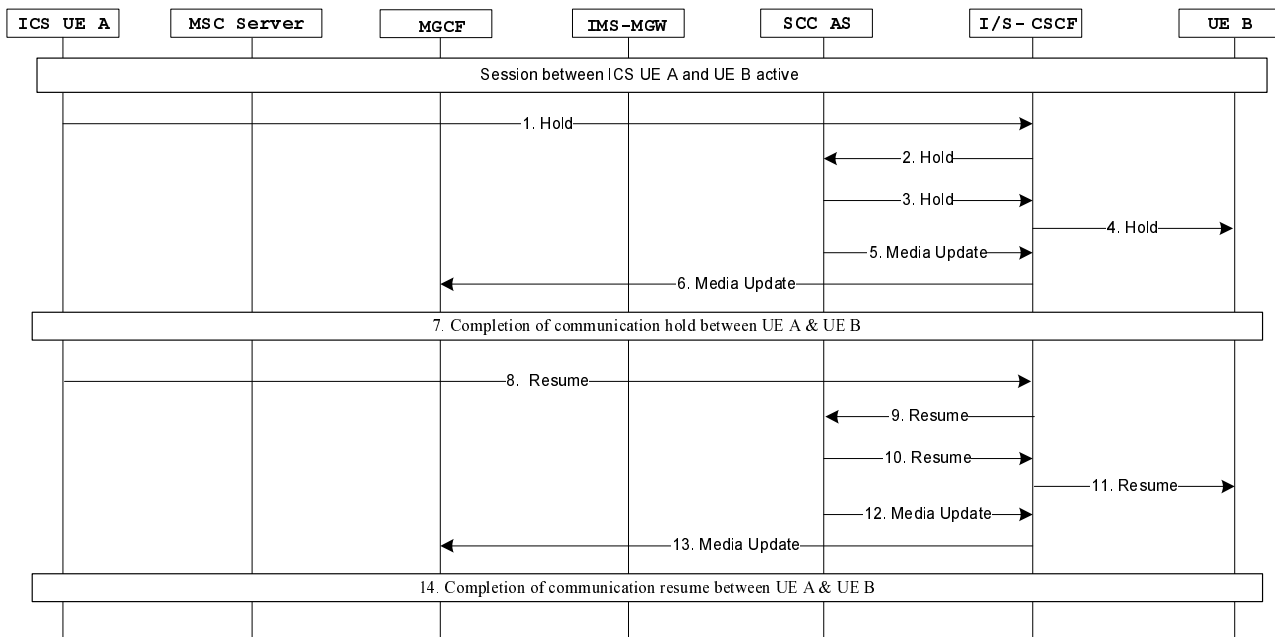 ICS UE A
MSC Server
MGCF
IMS-MGW
SCC AS
I/S-CSCF
UE B
Session between ICS UE A and UE B active
1. Hold
2. Hold
3. Hold
4. Hold
5. Media Update
6. Media Update
7. Completion of communication hold between UE A & UE B
8. Resume
9. Resume
10. Resume
11. Resume
12. Media Update
13. Media Update
14. Completion of communication resume between UE A & UE B